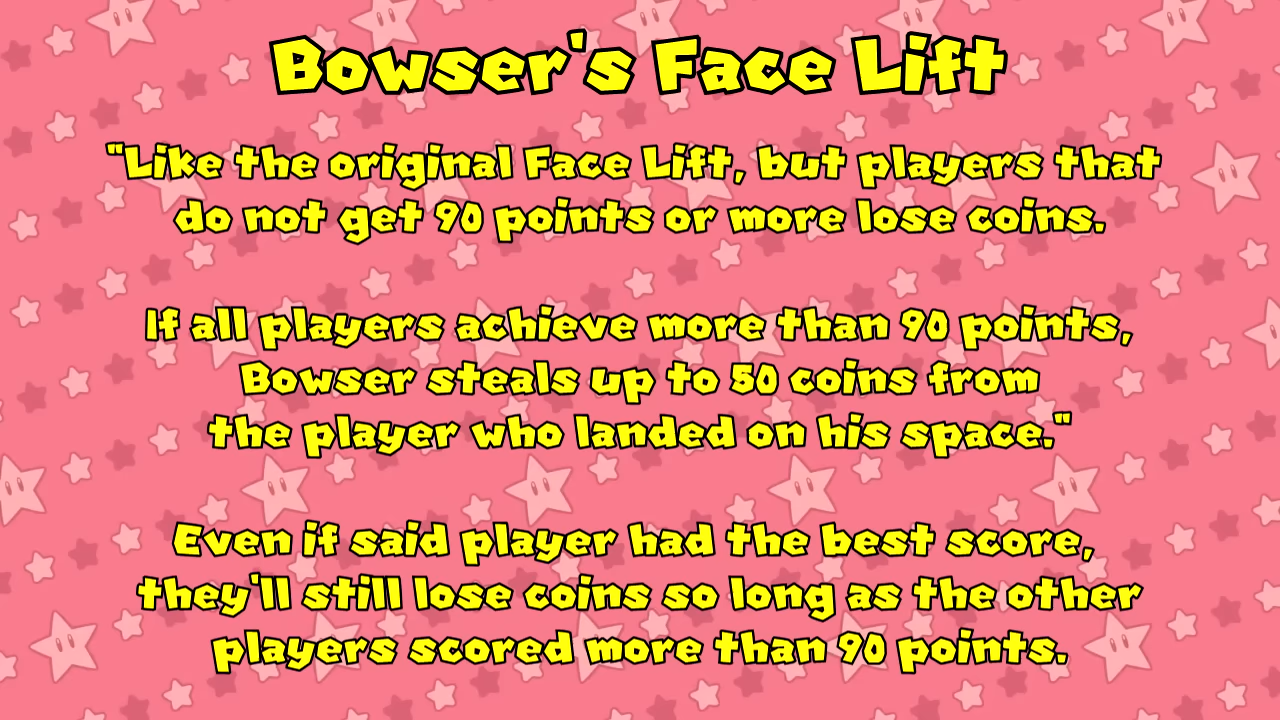 Bowser's Face Lift
"Like the original Face Lift, but players that
do not get 90 points or more lose coins.
If all players achieve more than 90 points,
Bowser steals up to 50 coins from
the player who landed on his space."
Even if said player had the best score,
they'll still lose coins so long as the other
players scored more than 90 points.